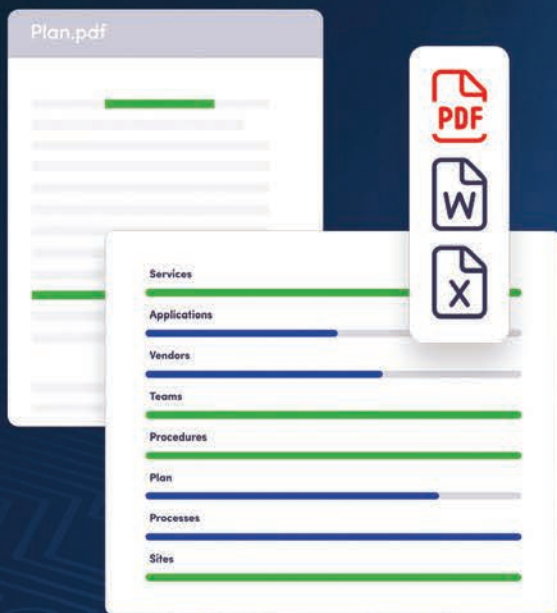 Plan.pdf
PDF
W
X
Services
Applications
Vendors
Teams
Procedures
Plan
Processes
Sites